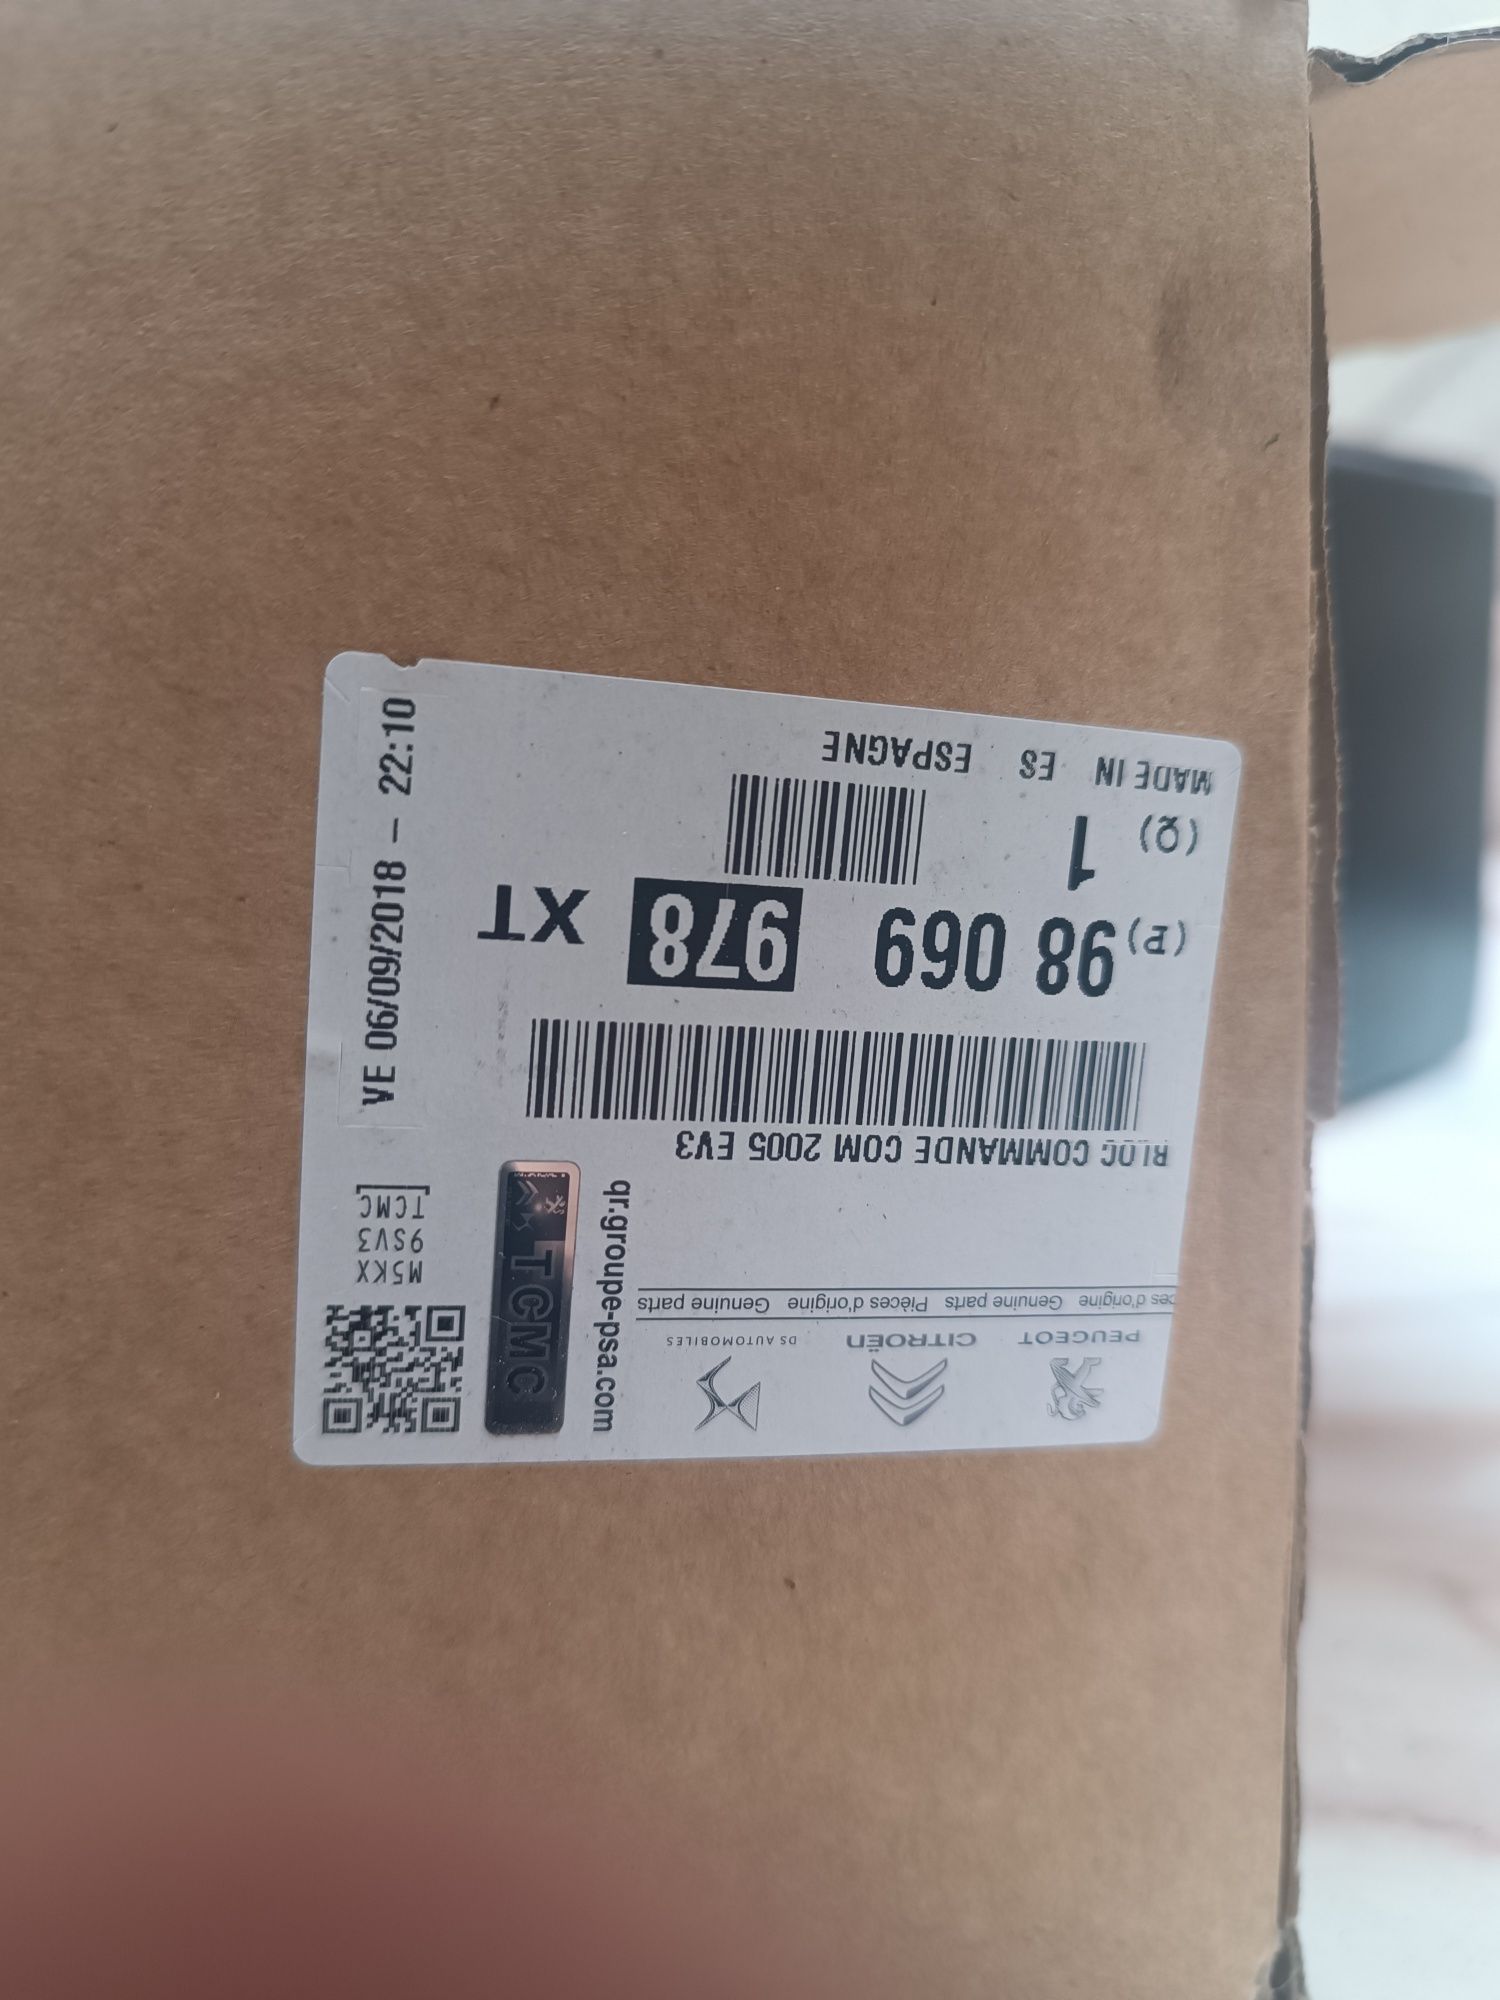 PEUGEOT CITROËN DS AUTOMOBILES
ces d'origine Genuine parts Pièces d'origine Genuine parts
qr.groupe-psa.com
TCMC
M5KX
9SV3
TCMC
BLOC COMMANDE COM 2005 EV3
(P) 98 069 978 XT
(Q) 1
MADE IN ES ESPAGNE
VE 06/09/2018 – 22:10